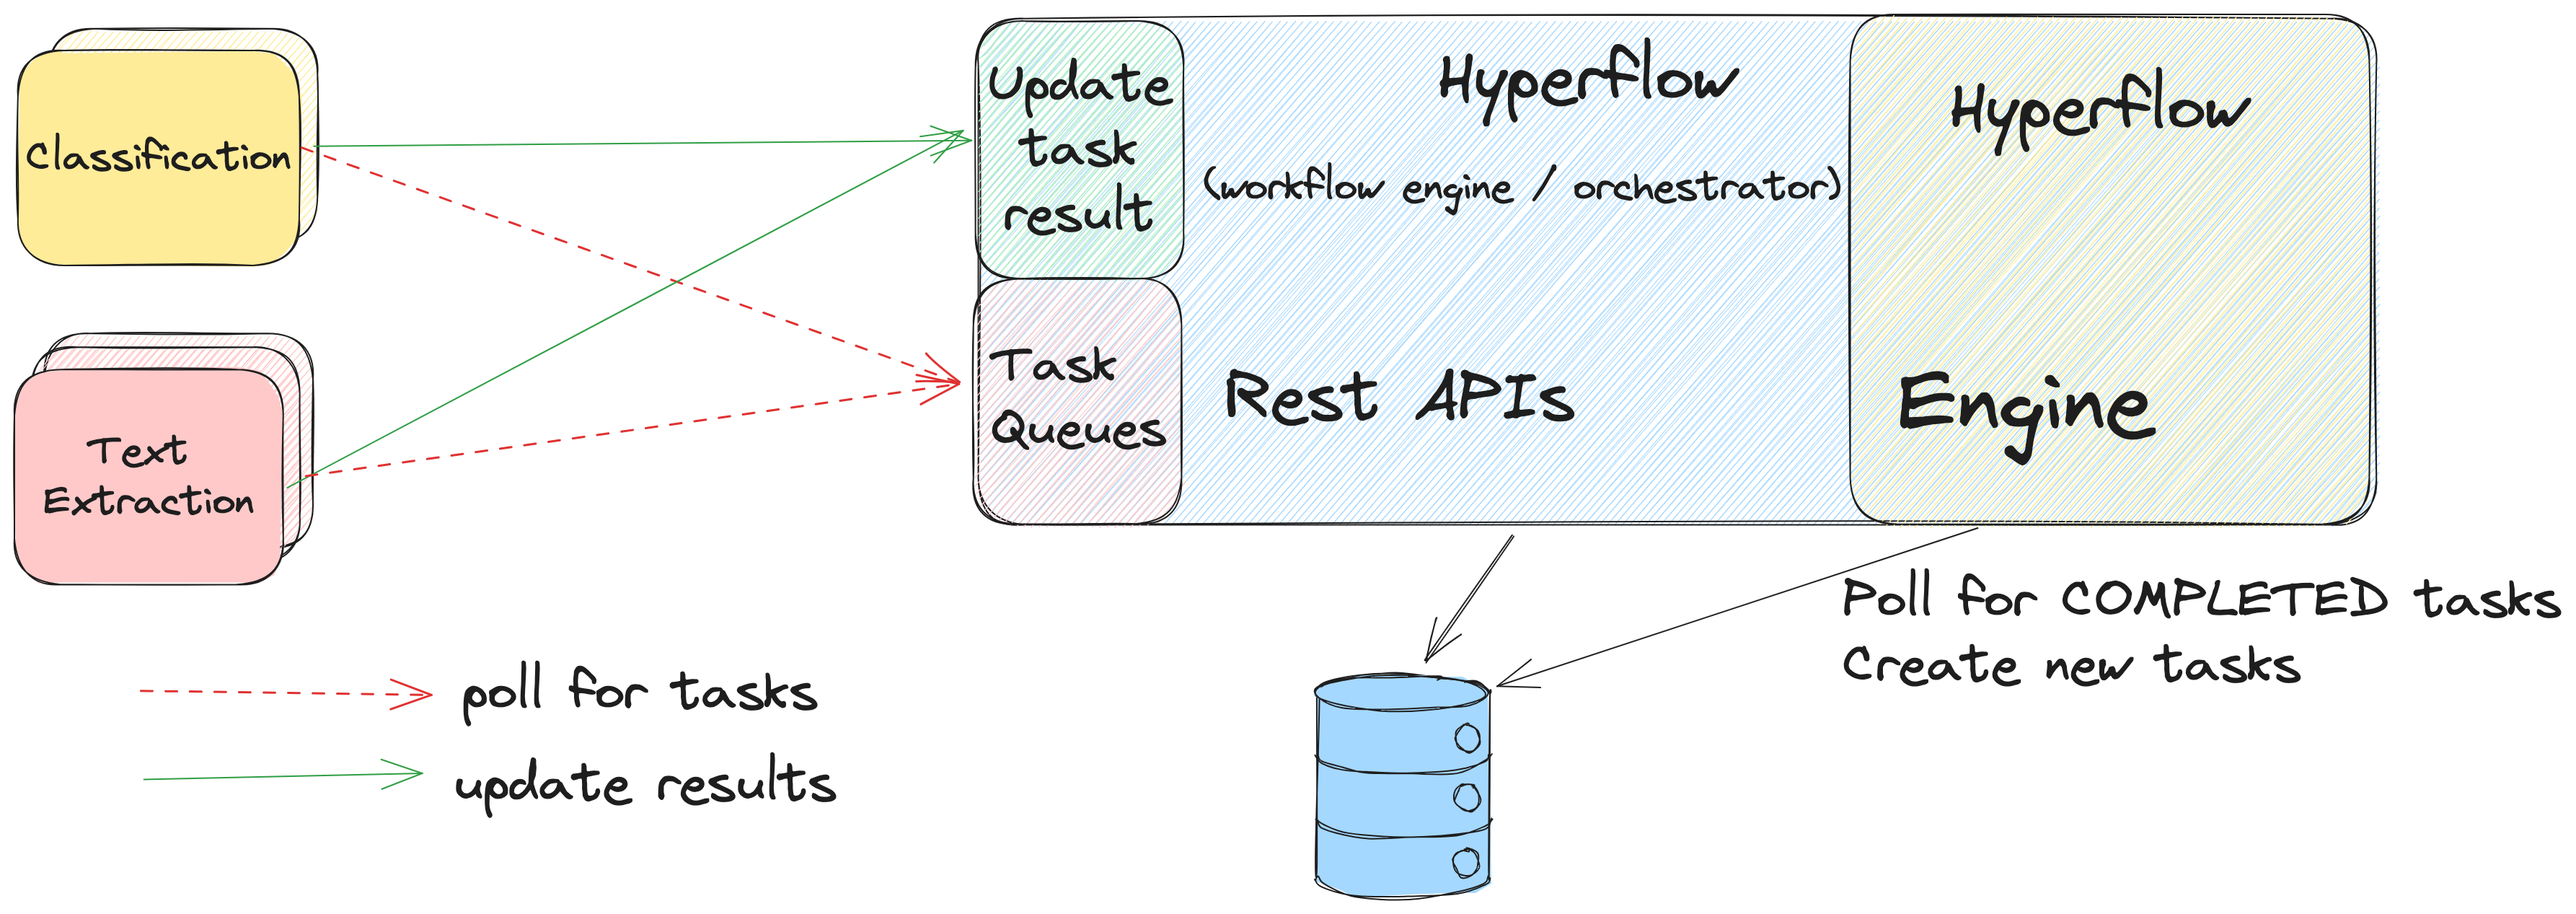 Classification
Text
Extraction
Update
task
result
Task
Queues
Hyperflow
(workflow engine / orchestrator)
Rest APIs
Hyperflow
Engine
Poll for COMPLETED tasks
Create new tasks
poll for tasks
update results